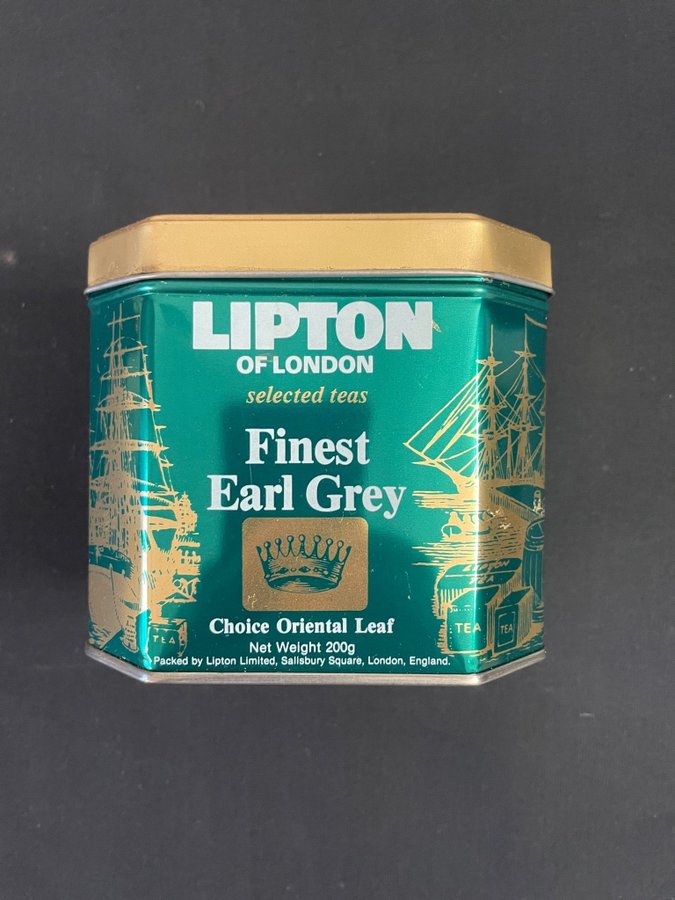 LIPTON
OF LONDON
selected teas
Finest
Earl Grey
Choice Oriental Leaf
Net Weight 200g
Packed by Lipton Limited, Salisbury Square, London, England.
LIPTON
TEA
TEA
TEA
TEA